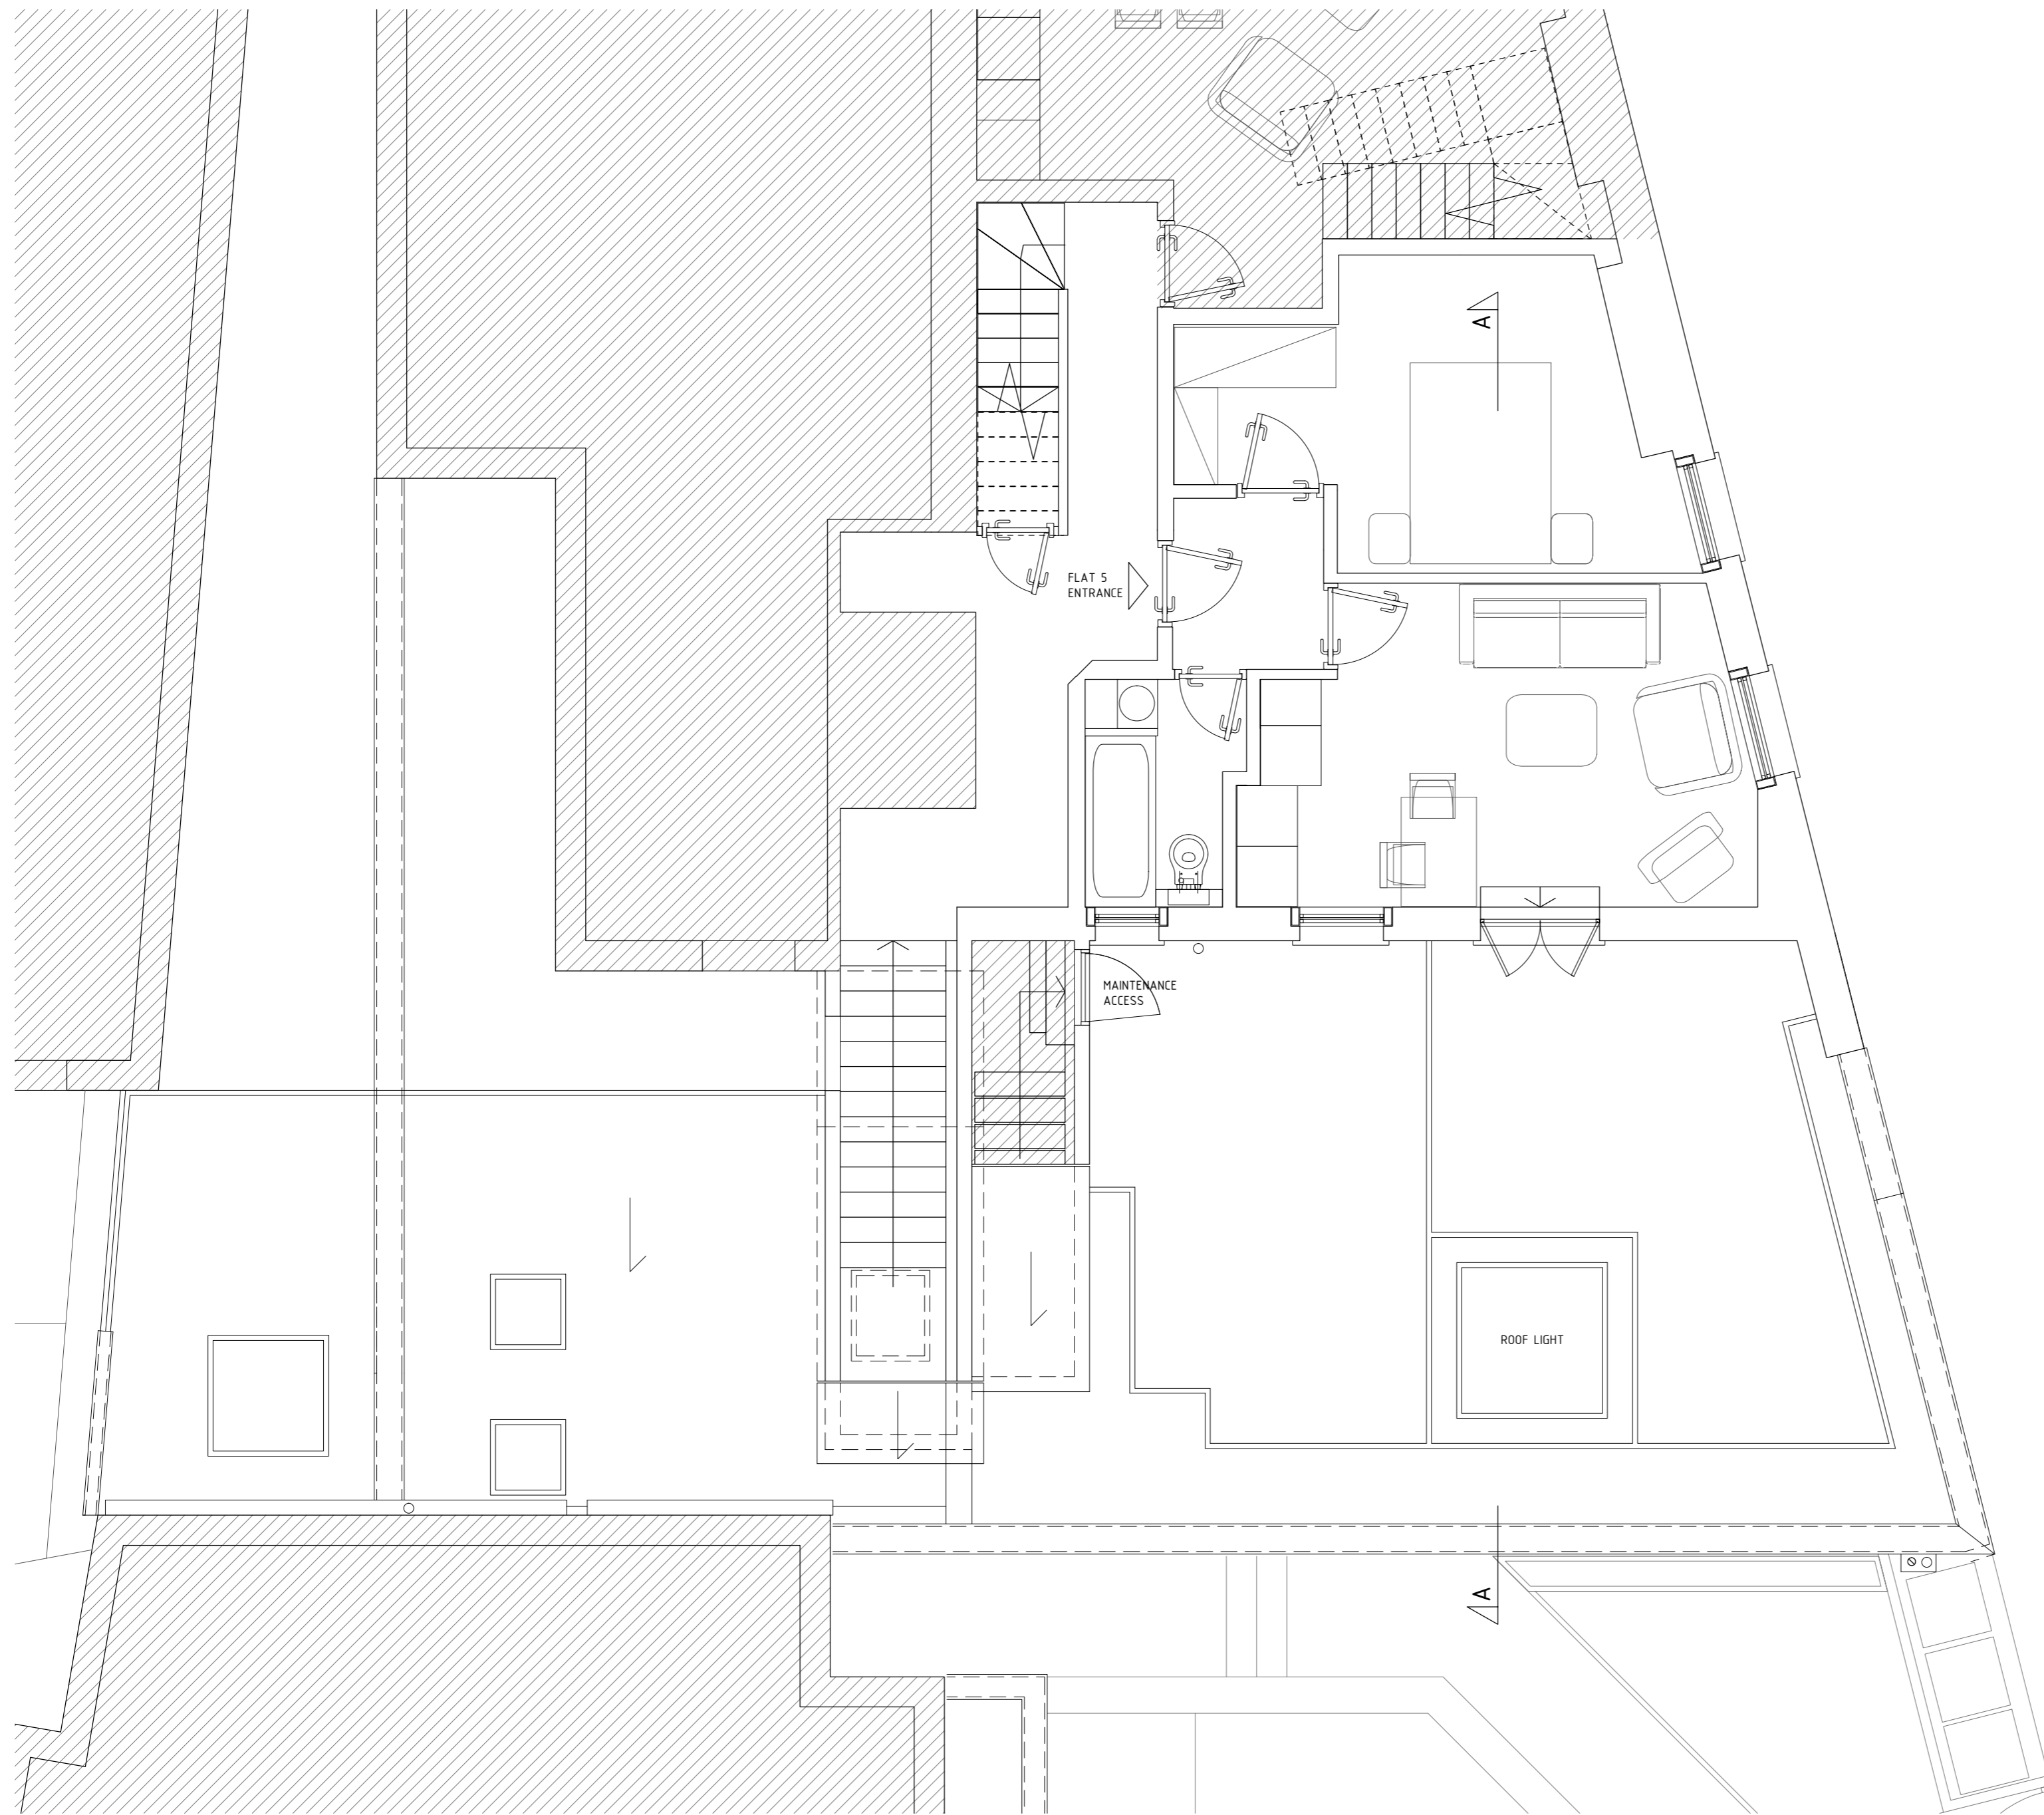 A
FLAT 5
ENTRANCE
MAINTENANCE
ACCESS
ROOF LIGHT
A